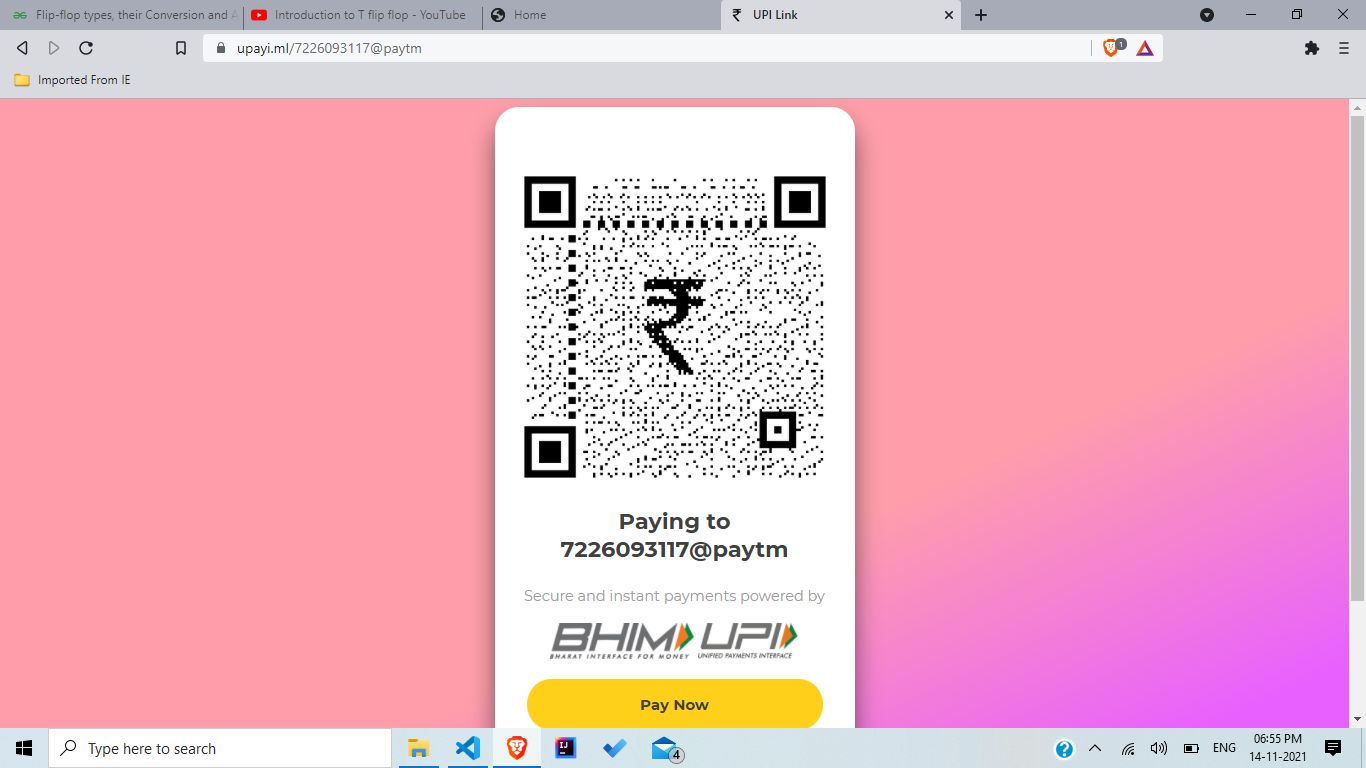 Flip-flop types, their Conversion and A
Introduction to T flip flop - YouTube
Home
₹ UPI Link
upayi.ml/7226093117@paytm
1
Imported From IE
₹
Paying to
7226093117@paytm
Secure and instant payments powered by
BHIM UPI
BHARAT INTERFACE FOR MONEY UNIFIED PAYMENTS INTERFACE
Pay Now
Type here to search
IJ
4
ENG
06:55 PM
14-11-2021